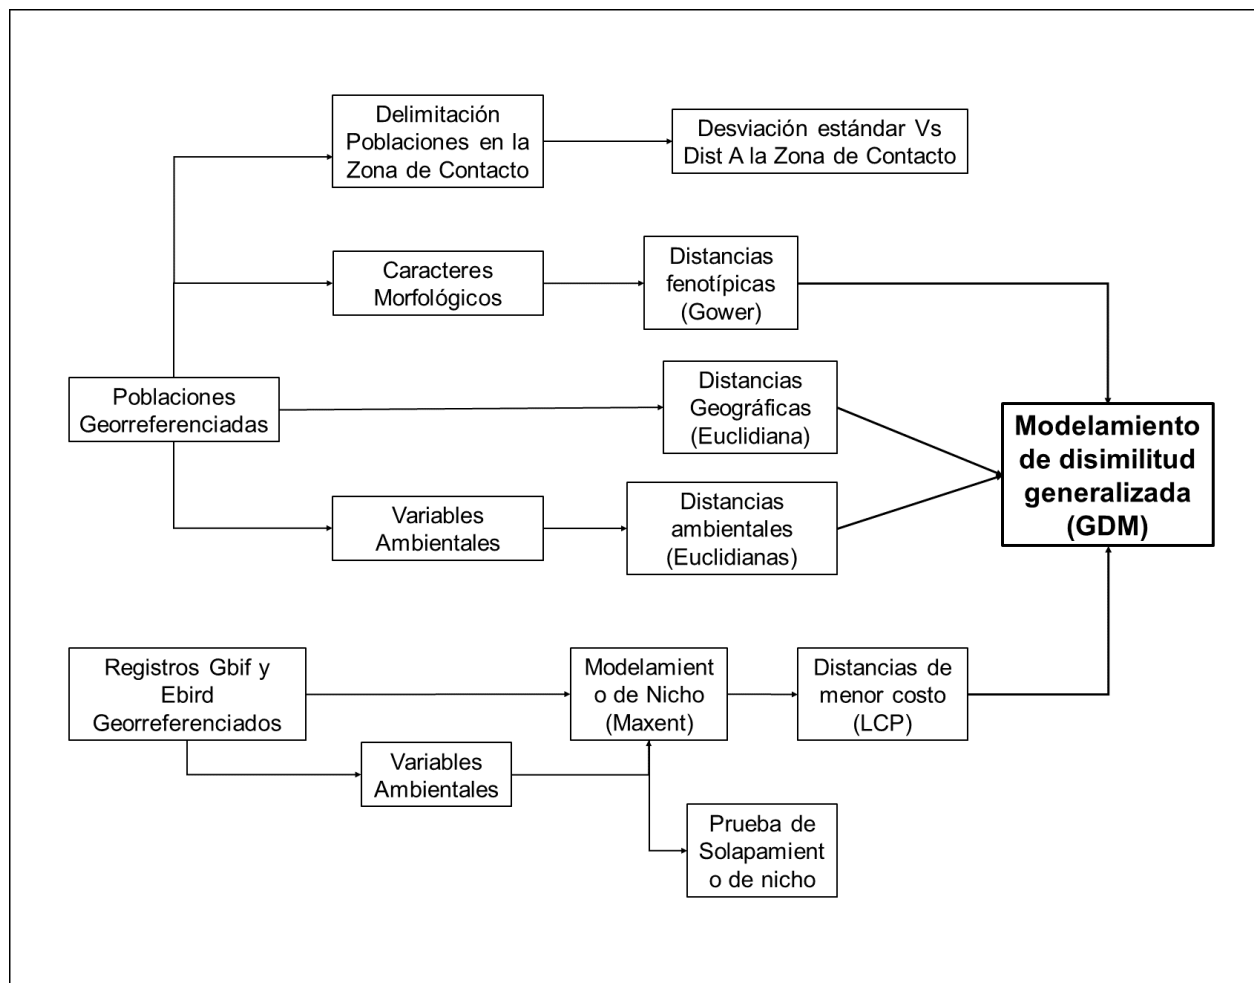 Delimitación
Poblaciones en la
Zona de Contacto
Desviación estándar Vs
Dist A la Zona de Contacto
Caracteres
Morfológicos
Distancias
fenotípicas
(Gower)
Poblaciones
Georreferenciadas
Distancias
Geográficas
(Euclidiana)
Modelamiento
de disimilitud
generalizada
(GDM)
Variables
Ambientales
Distancias
ambientales
(Euclidianas)
Registros Gbif y
Ebird
Georreferenciados
Modelamient
o de Nicho
(Maxent)
Distancias de
menor costo
(LCP)
Variables
Ambientales
Prueba de
Solapamient
o de nicho